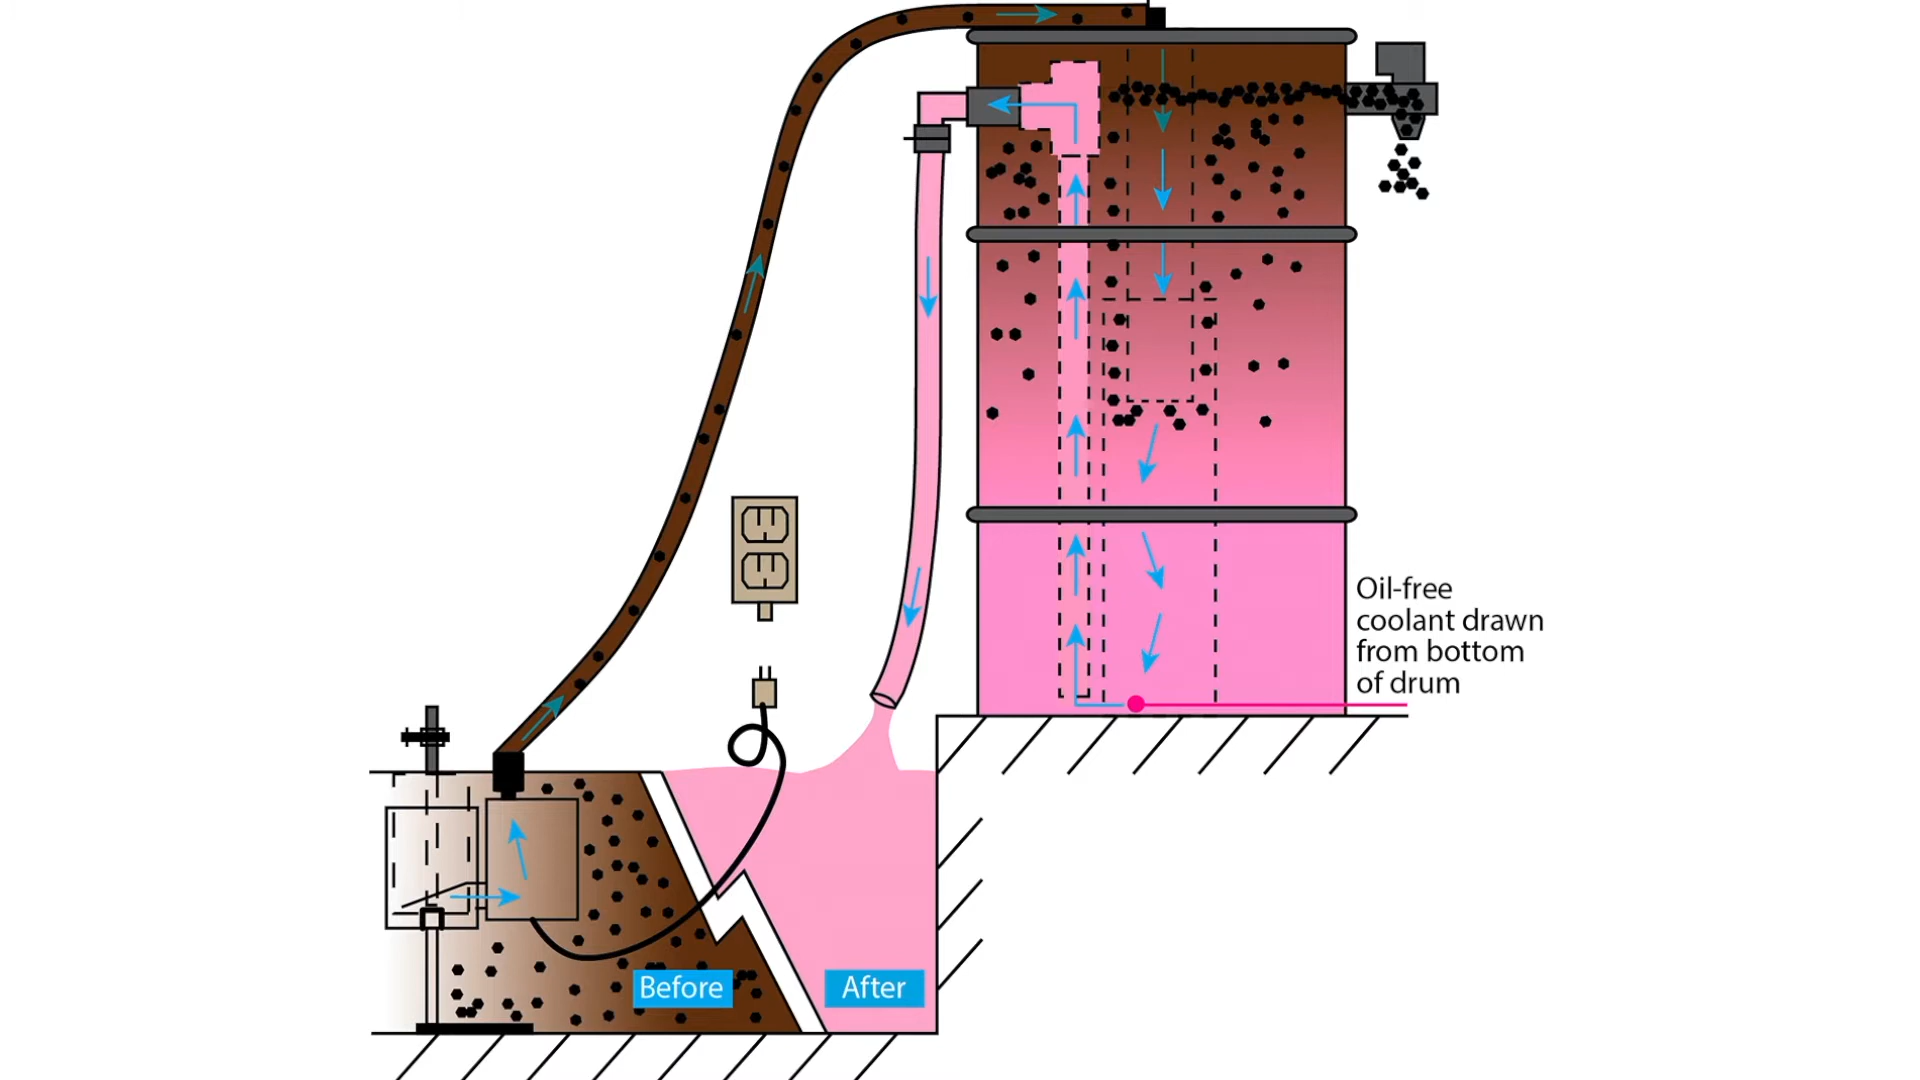 Oil-free
coolant drawn
from bottom
of drum
Before
After